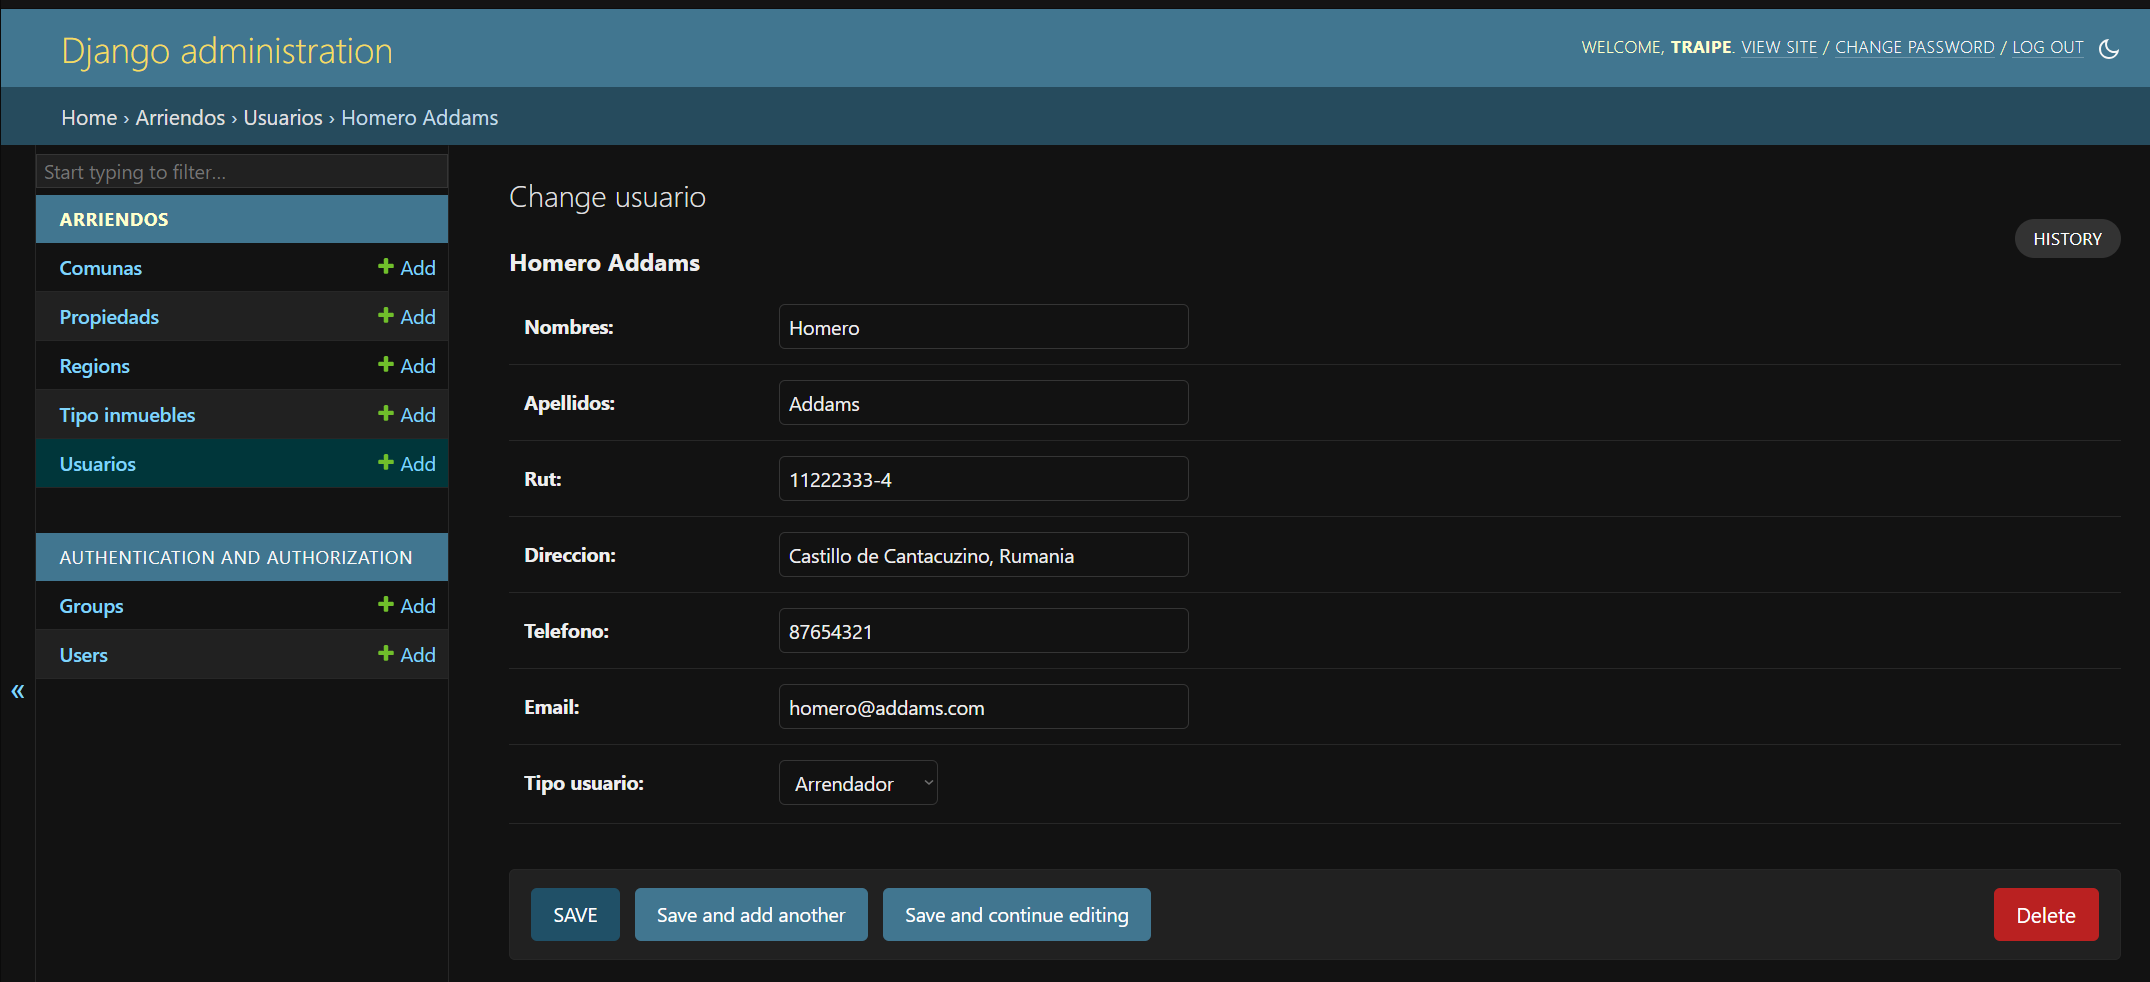 Django administration
WELCOME, TRAIPE. VIEW SITE / CHANGE PASSWORD / LOG OUT
Home › Arriendos › Usuarios › Homero Addams
Start typing to filter...
ARRIENDOS
Comunas Add
Propiedads Add
Regions Add
Tipo inmuebles Add
Usuarios Add
AUTHENTICATION AND AUTHORIZATION
Groups Add
Users Add
«
Change usuario
HISTORY
Homero Addams
Nombres: Homero
Apellidos: Addams
Rut: 11222333-4
Direccion: Castillo de Cantacuzino, Rumania
Telefono: 87654321
Email: homero@addams.com
Tipo usuario: Arrendador
SAVE Save and add another Save and continue editing Delete